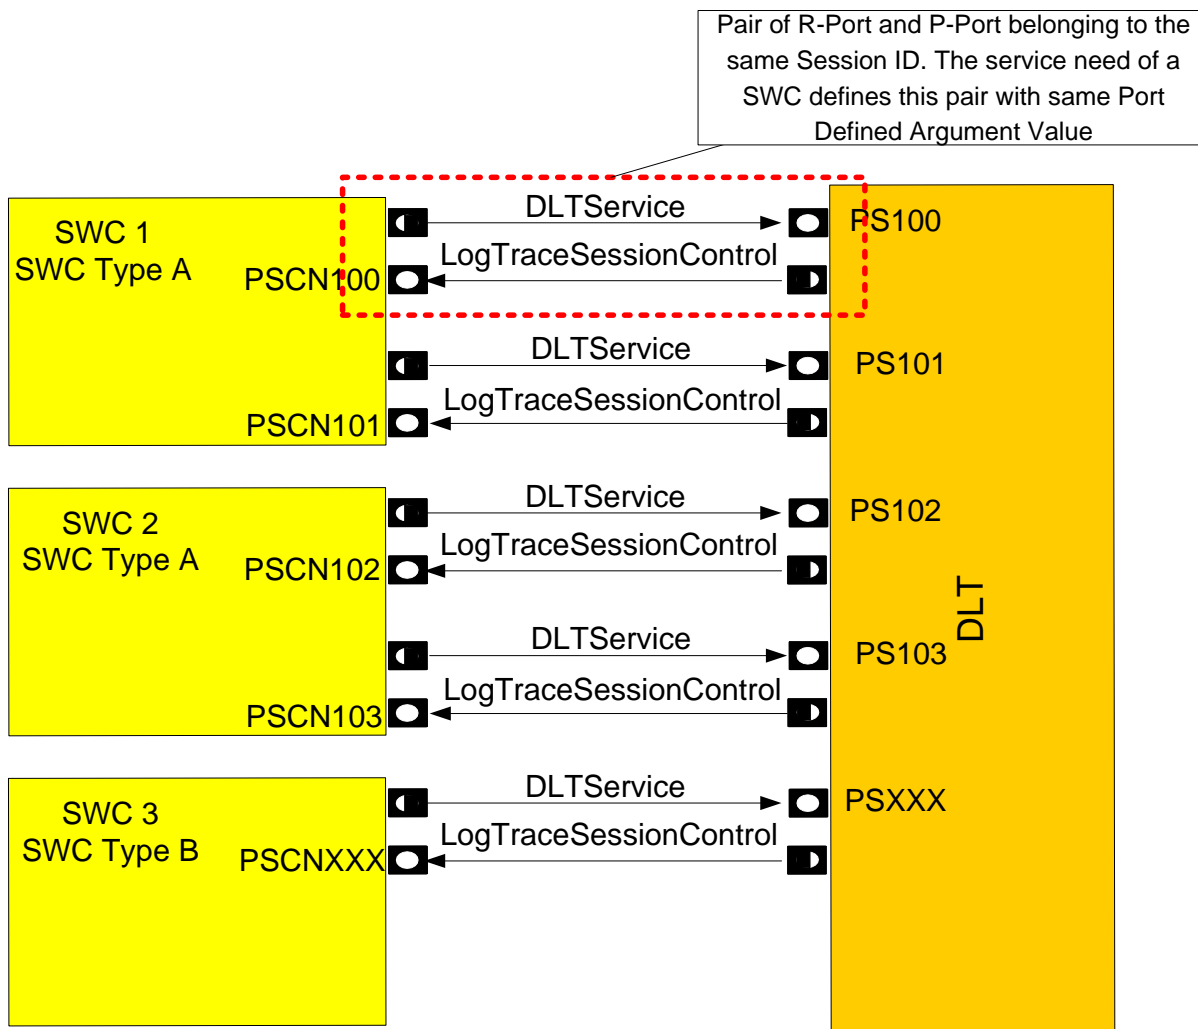 Pair of R-Port and P-Port belonging to the
same Session ID. The service need of a
SWC defines this pair with same Port
Defined Argument Value
SWC 1
SWC Type A
DLTService
PS100
LogTraceSessionControl
PSCN100
DLTService
PS101
LogTraceSessionControl
PSCN101
SWC 2
SWC Type A
DLTService
PS102
LogTraceSessionControl
PSCN102
DLTService
PS103
LogTraceSessionControl
PSCN103
DLT
SWC 3
SWC Type B
DLTService
PSXXX
LogTraceSessionControl
PSCNXXX